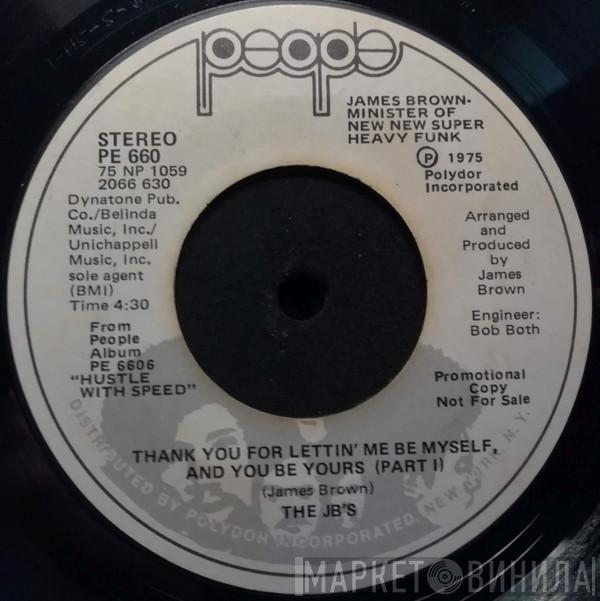 people
STEREO
PE 660
75 NP 1059
2066 630
Dynatone Pub.
Co./Belinda
Music, Inc./
Unichappell
Music, Inc.
sole agent
(BMI)
Time 4:30
From
People
Album
PE 6606
"HUSTLE
WITH SPEED"
JAMES BROWN-
MINISTER OF
NEW NEW SUPER
HEAVY FUNK
Ⓟ 1975
Polydor
Incorporated
Arranged
and
Produced
by
James
Brown
Engineer:
Bob Both
Promotional
Copy
Not For Sale
THANK YOU FOR LETTIN' ME BE MYSELF,
AND YOU BE YOURS (PART I)
(James Brown)
THE JB'S
DISTRIBUTED BY POLYDOR INCORPORATED, NEW YORK, N.Y.
МАРКЕТ ВИНИЛА